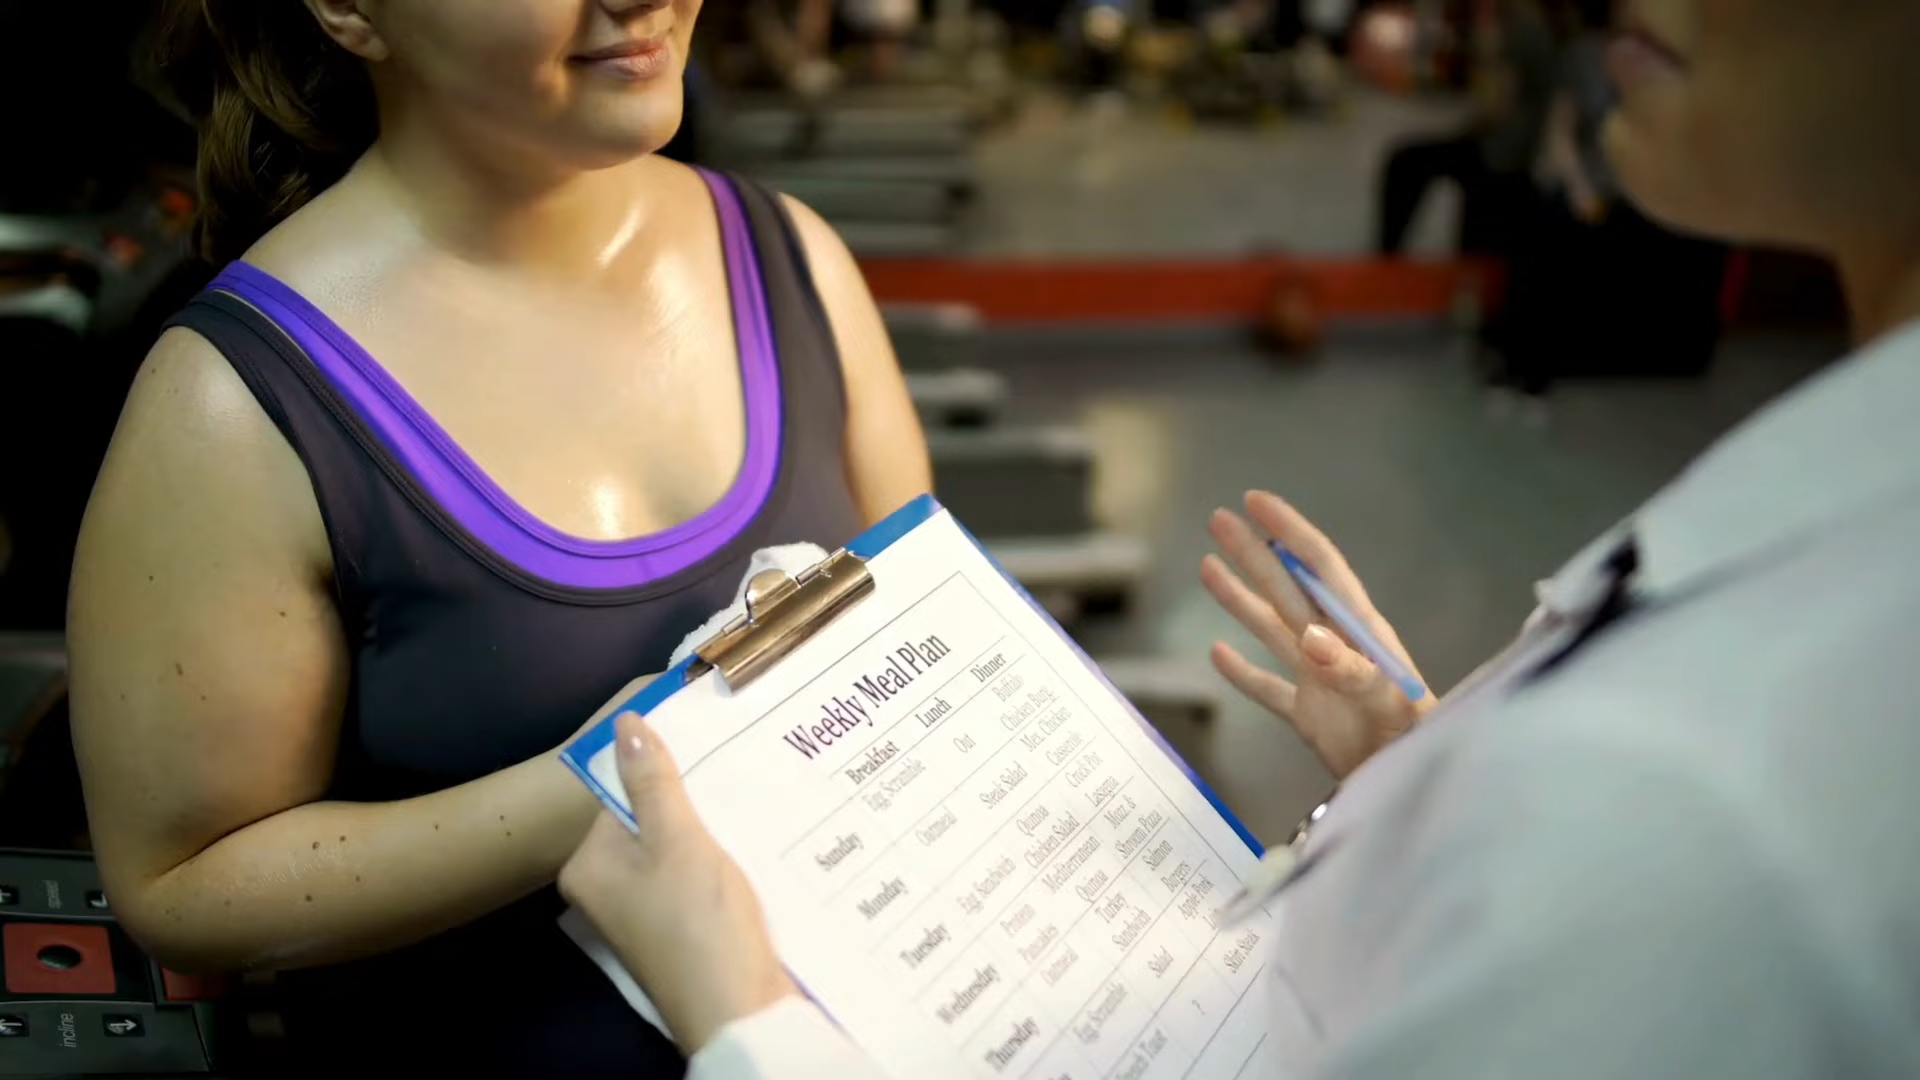 Weekly Meal Plan
Breakfast Lunch Dinner
Sunday Egg Scramble Out Buffalo
Chicken Burg.
Monday Oatmeal Steak Salad Mex. Chicken
Casserole
Tuesday Egg Sandwich Quinoa Crock Pot
Chicken Salad Lasagna
Wednesday Protein Mediterranean Mozz. &
Pancakes Quinoa Shroom Pizza
Thursday Oatmeal Turkey Salmon
Sandwich Burgers
Egg Scramble Salad Apple Pork
Toast ? Skirt Steak
speed
incline